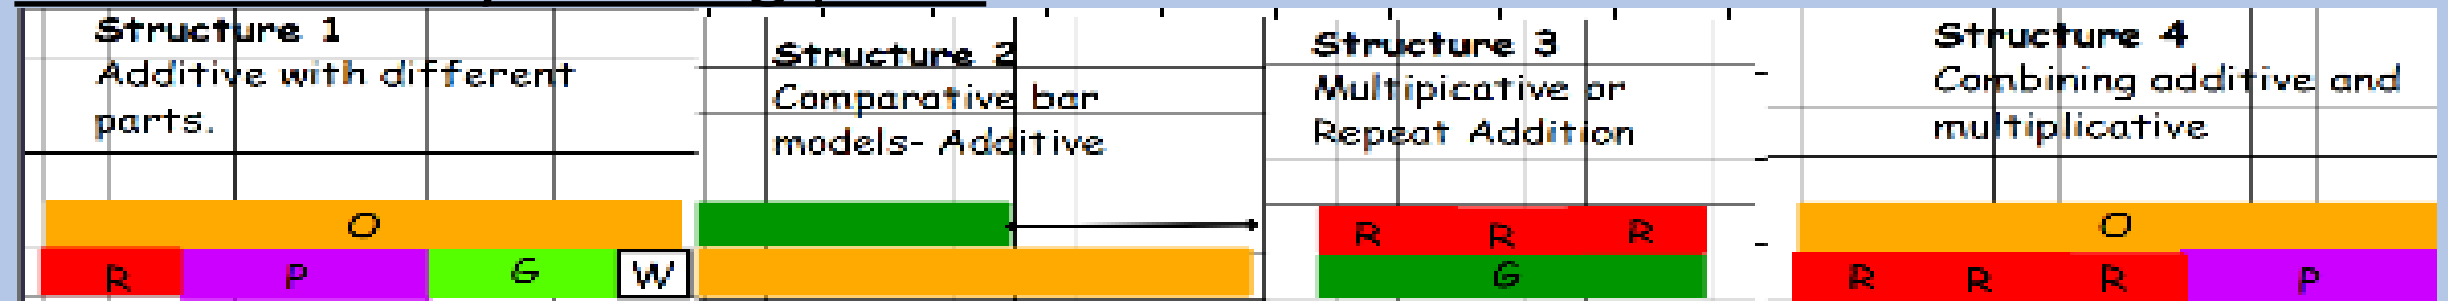 Structure 1
Additive with different
parts.
O
R P G W
Structure 2
Comparative bar
models- Additive
Structure 3
Multipicative or
Repeat Addition
R R R
G
Structure 4
Combining additive and
multiplicative
O
R R R P